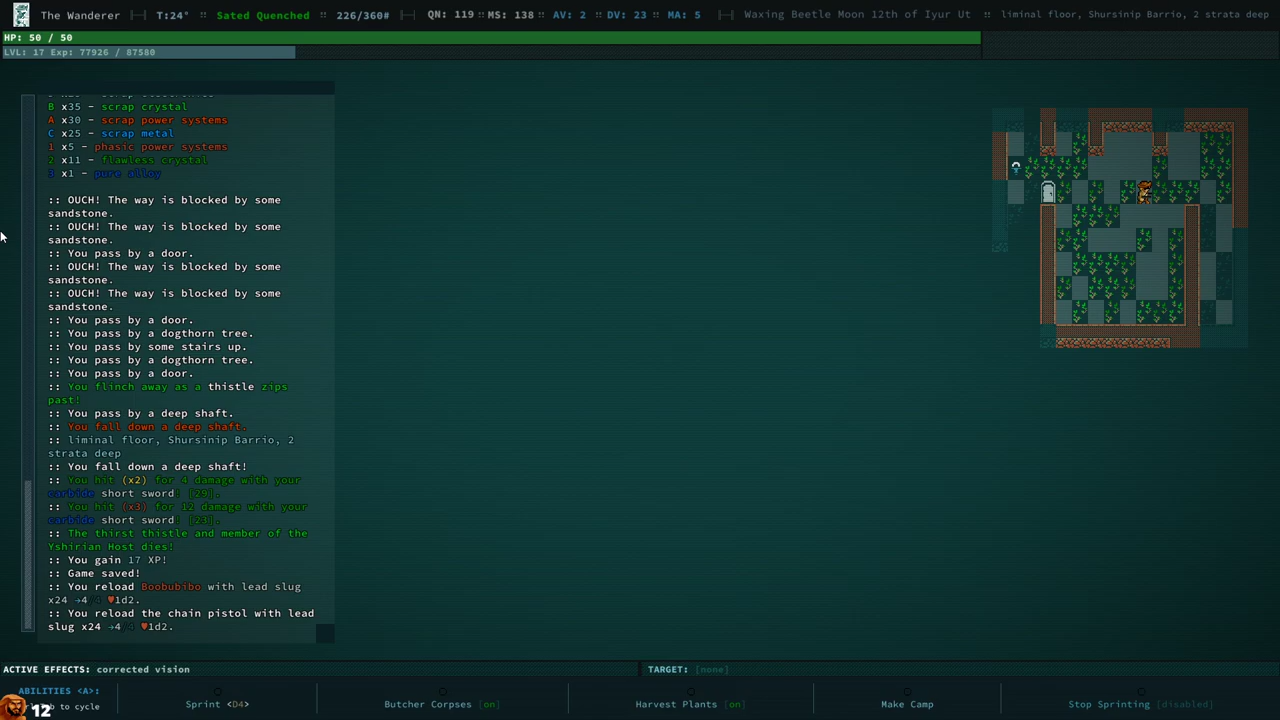 The Wanderer T:24° :: Sated Quenched :: 226/360# QN: 119 :: MS: 138 :: AV: 2 :: DV: 23 :: MA: 5 Waxing Beetle Moon 12th of Iyur Ut :: liminal floor, Shursinip Barrio, 2 strata deep
HP: 50 / 50
LVL: 17 Exp: 77926 / 87580
B x35 - scrap crystal
A x30 - scrap power systems
C x25 - scrap metal
1 x5 - phasic power systems
2 x11 - flawless crystal
3 x1 - pure alloy
:: OUCH! The way is blocked by some
sandstone.
:: OUCH! The way is blocked by some
sandstone.
:: You pass by a door.
:: OUCH! The way is blocked by some
sandstone.
:: OUCH! The way is blocked by some
sandstone.
:: You pass by a door.
:: You pass by a dogthorn tree.
:: You pass by some stairs up.
:: You pass by a dogthorn tree.
:: You pass by a door.
:: You flinch away as a thistle zips
past!
:: You pass by a deep shaft.
:: You fall down a deep shaft.
:: liminal floor, Shursinip Barrio, 2
strata deep
:: You fall down a deep shaft!
:: You hit (x2) for 4 damage with your
carbide short sword! [29].
:: You hit (x3) for 12 damage with your
carbide short sword! [23].
:: The thirst thistle and member of the
Yshirian Host dies!
:: You gain 17 XP!
:: Game saved!
:: You reload Boobubibo with lead slug
x24 →4 ♥1d2.
:: You reload the chain pistol with lead
slug x24 →4 ♥1d2.
ACTIVE EFFECTS: corrected vision TARGET: [none]
ABILITIES <A>:
to cycle
Sprint <D4> Butcher Corpses [on] Harvest Plants [on] Make Camp Stop Sprinting [disabled]
12